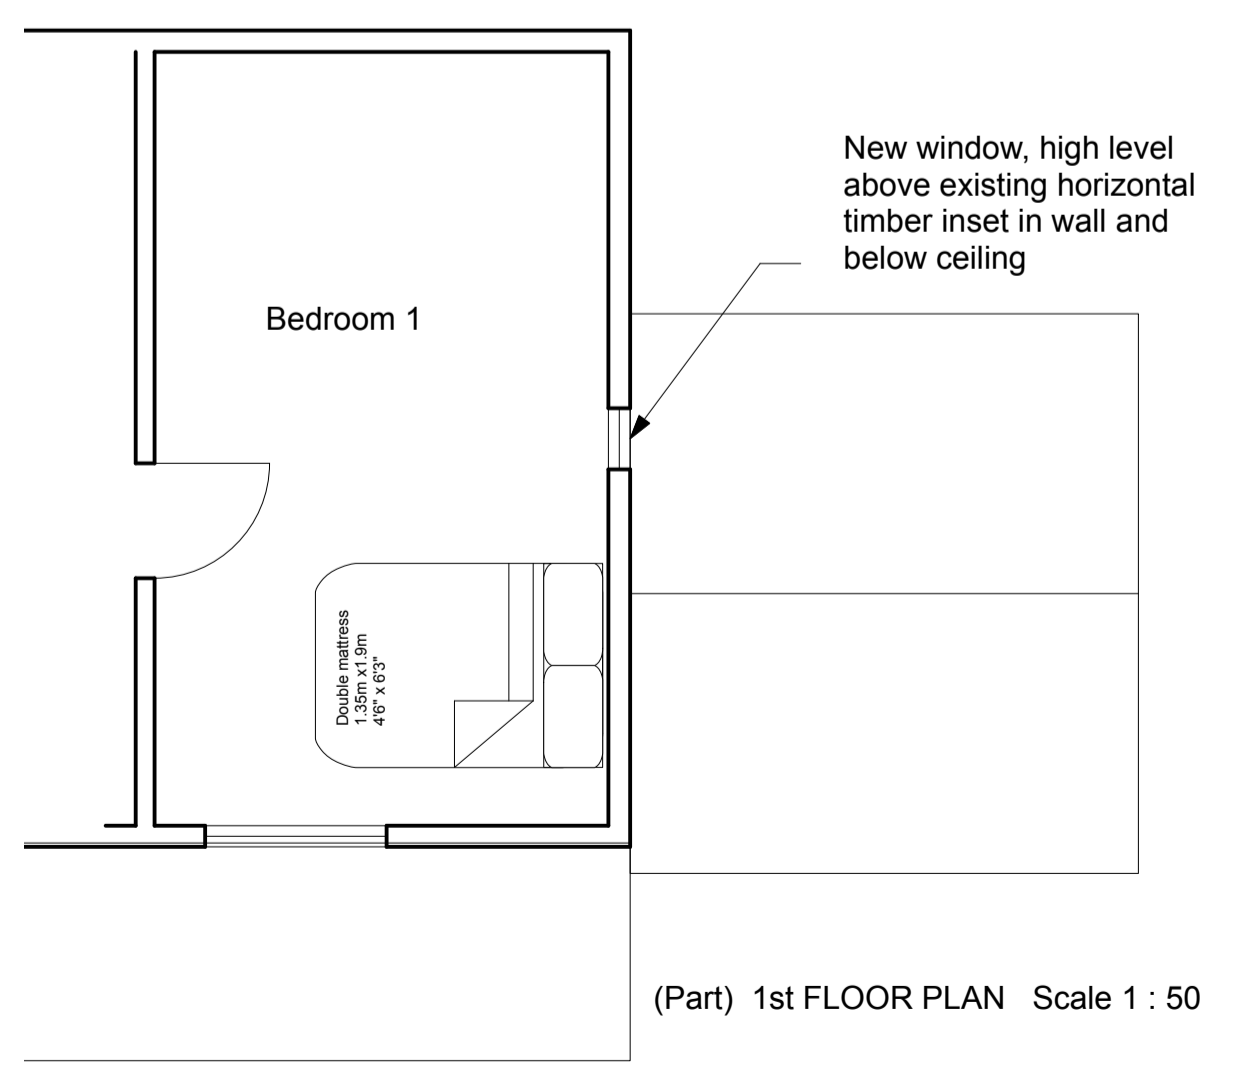 New window, high level
above existing horizontal
timber inset in wall and
below ceiling
Bedroom 1
Double mattress
1.35m x1.9m
4'6" x 6'3"
(Part) 1st FLOOR PLAN Scale 1 : 50